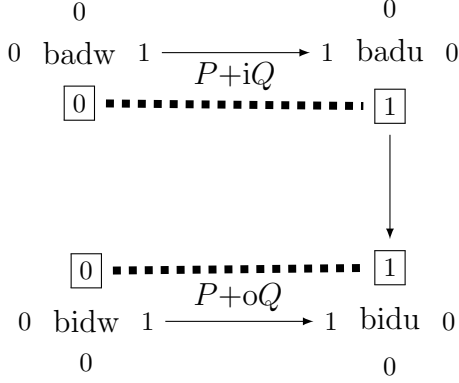 0 0
0 badw 1 1 badu 0
P+iQ
0 1
0 1
P+oQ
0 bidw 1 1 bidu 0
0 0